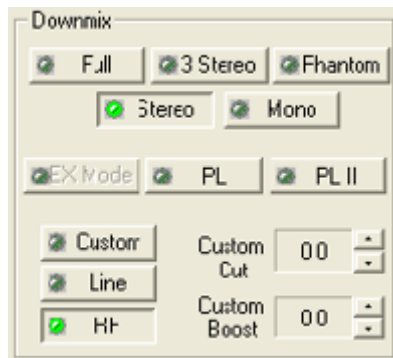 Downmix
Full 3 Stereo Phantom
Stereo Mono
EX Mode PL PL II
Custom Custom Cut 00
Line
RF Custom Boost 00